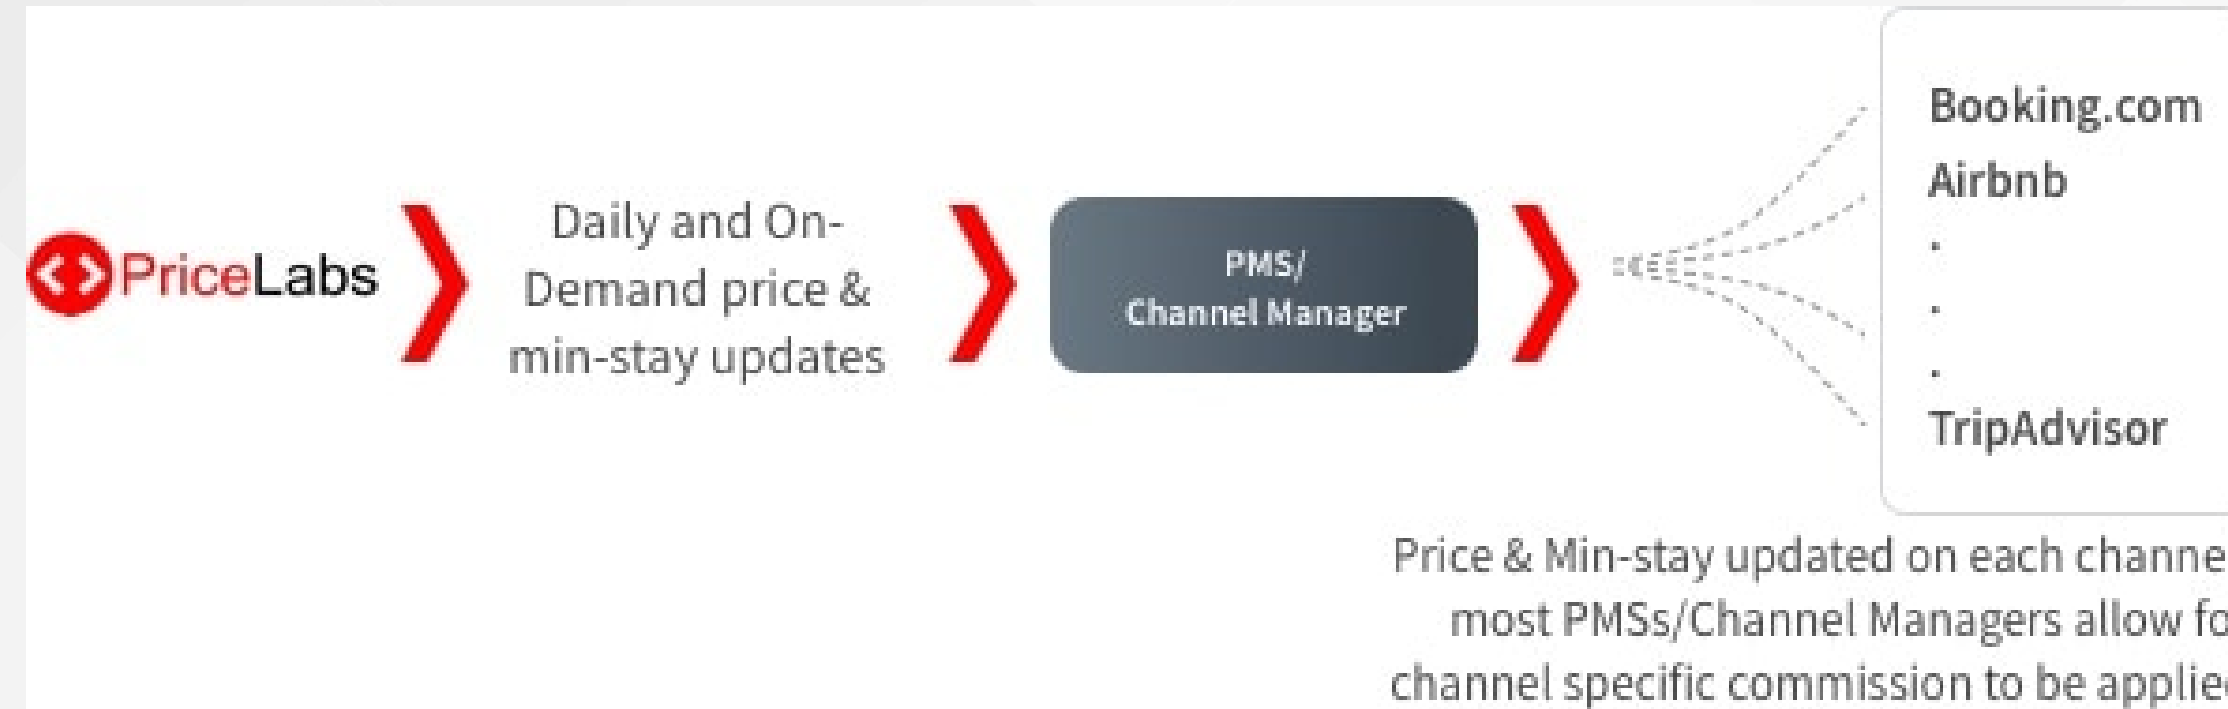 PriceLabs
Daily and On-
Demand price &
min-stay updates
PMS/
Channel Manager
Booking.com
Airbnb
.
.
.
TripAdvisor
Price & Min-stay updated on each channe
most PMSs/Channel Managers allow fo
channel specific commission to be applie